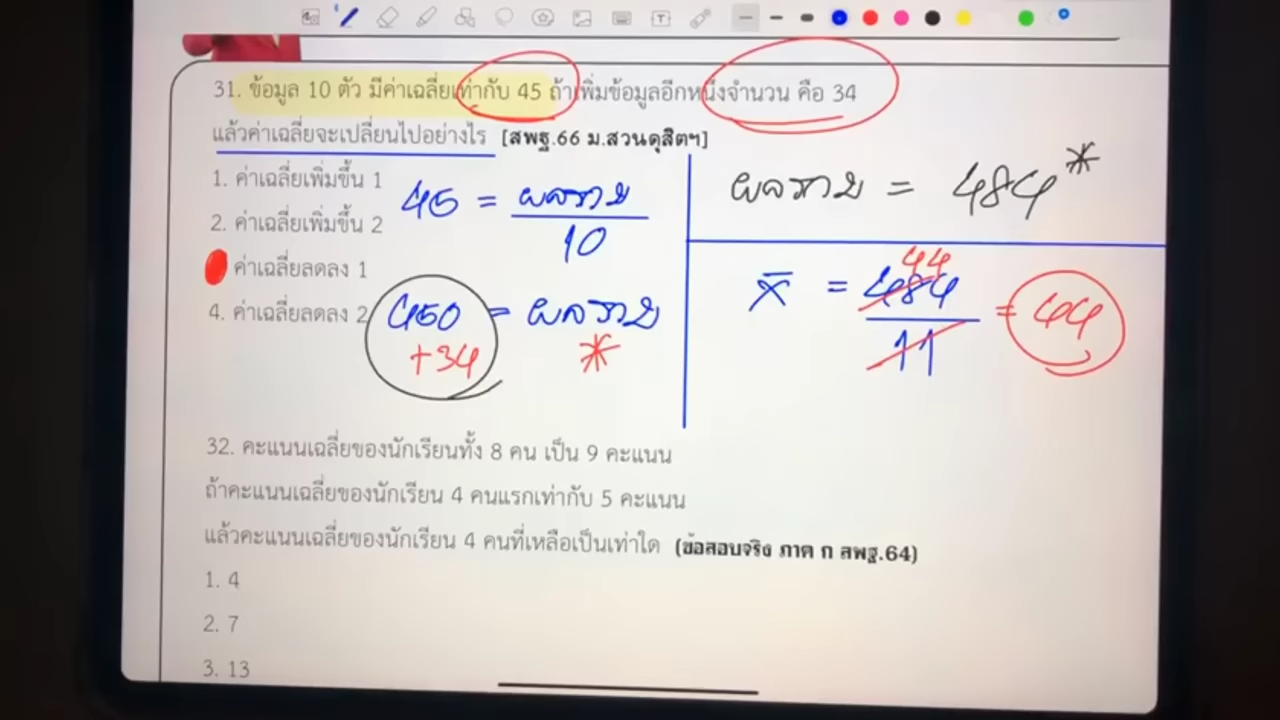 31. ข้อมูล 10 ตัว มีค่าเฉลี่ยเท่ากับ 45 ถ้าเพิ่มข้อมูลอีกหนึ่งจำนวน คือ 34
แล้วค่าเฉลี่ยจะเปลี่ยนไปอย่างไร [สพฐ.66 ม.สวนดุสิตฯ]
1. ค่าเฉลี่ยเพิ่มขึ้น 1
2. ค่าเฉลี่ยเพิ่มขึ้น 2
ค่าเฉลี่ยลดลง 1
4. ค่าเฉลี่ยลดลง 2
45 = ผลรวม
10
450 = ผลรวม
+34 *
ผลรวม = 484*
44
x̄ = 484 = 44
11
32. คะแนนเฉลี่ยของนักเรียนทั้ง 8 คน เป็น 9 คะแนน
ถ้าคะแนนเฉลี่ยของนักเรียน 4 คนแรกเท่ากับ 5 คะแนน
แล้วคะแนนเฉลี่ยของนักเรียน 4 คนที่เหลือเป็นเท่าใด (ข้อสอบจริง ภาค ก สพฐ.64)
1. 4
2. 7
3. 13